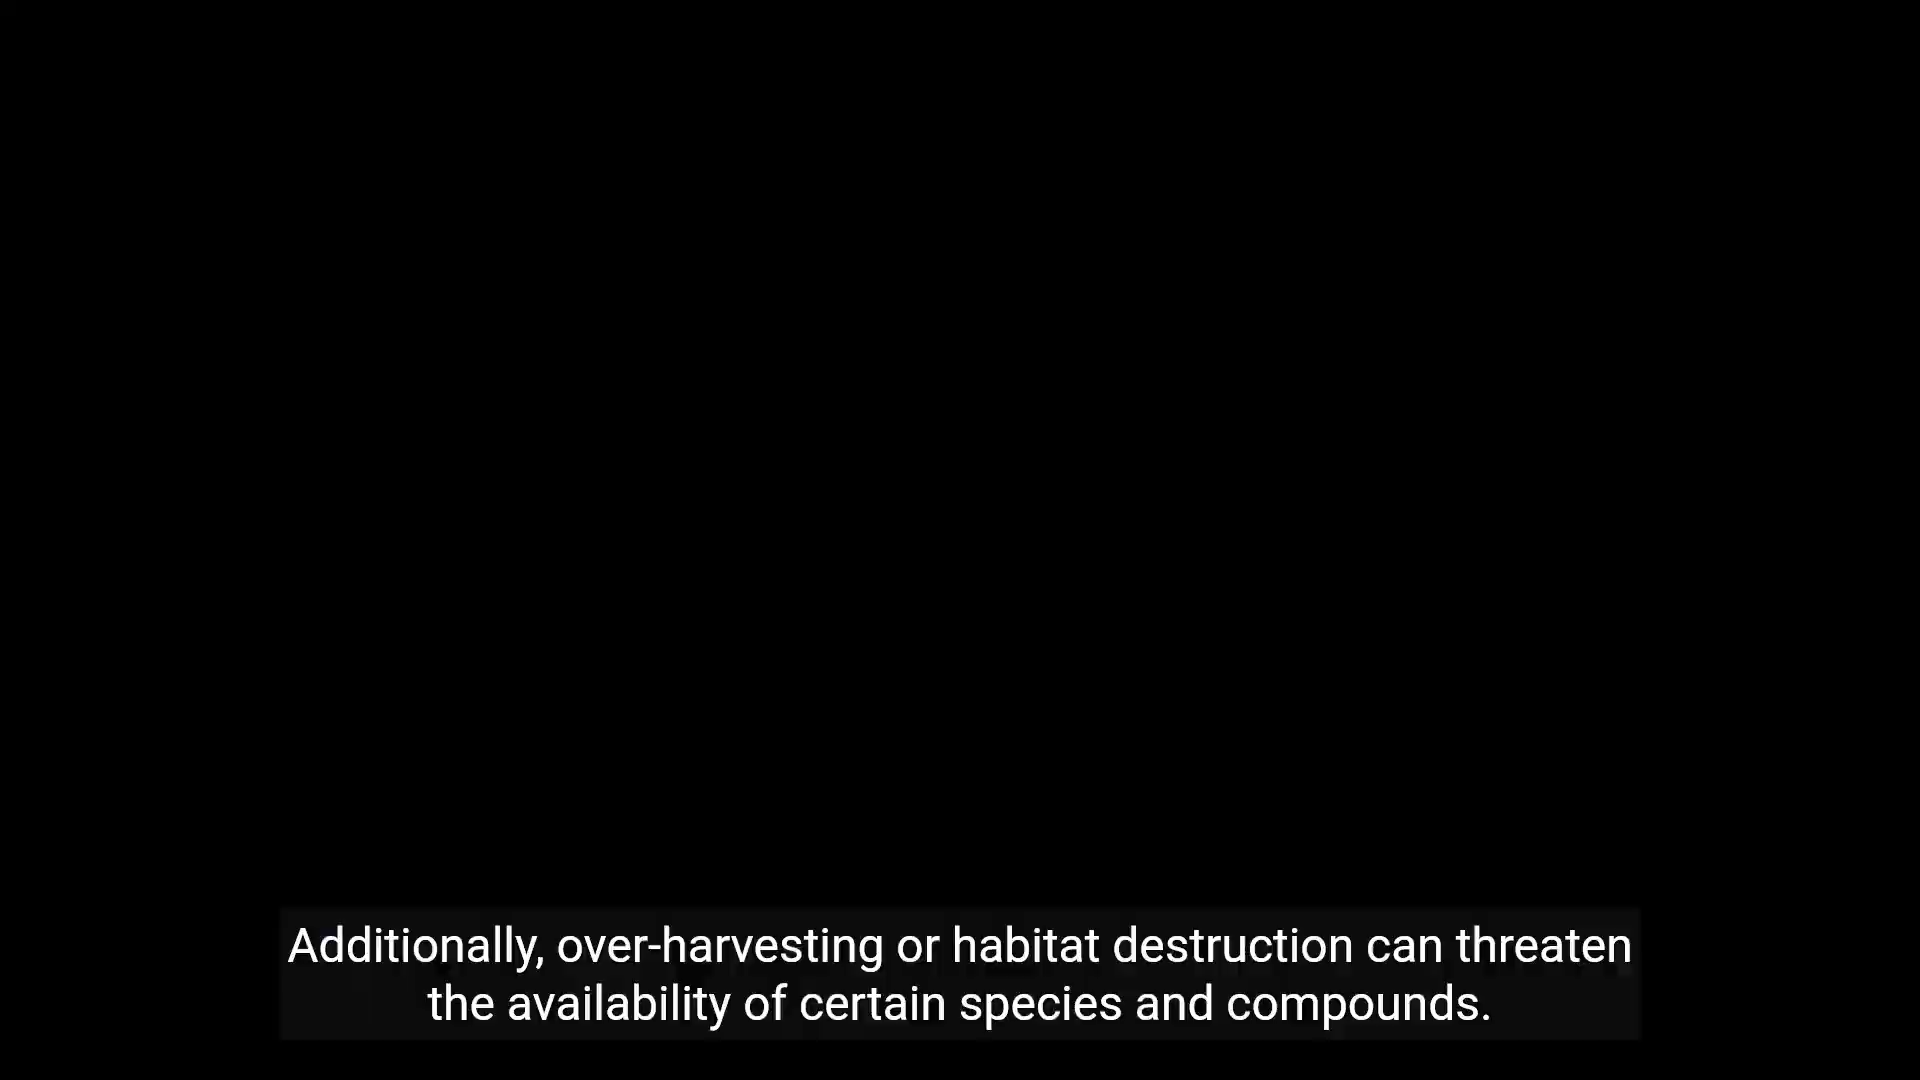 Additionally, over-harvesting or habitat destruction can threaten
the availability of certain species and compounds.